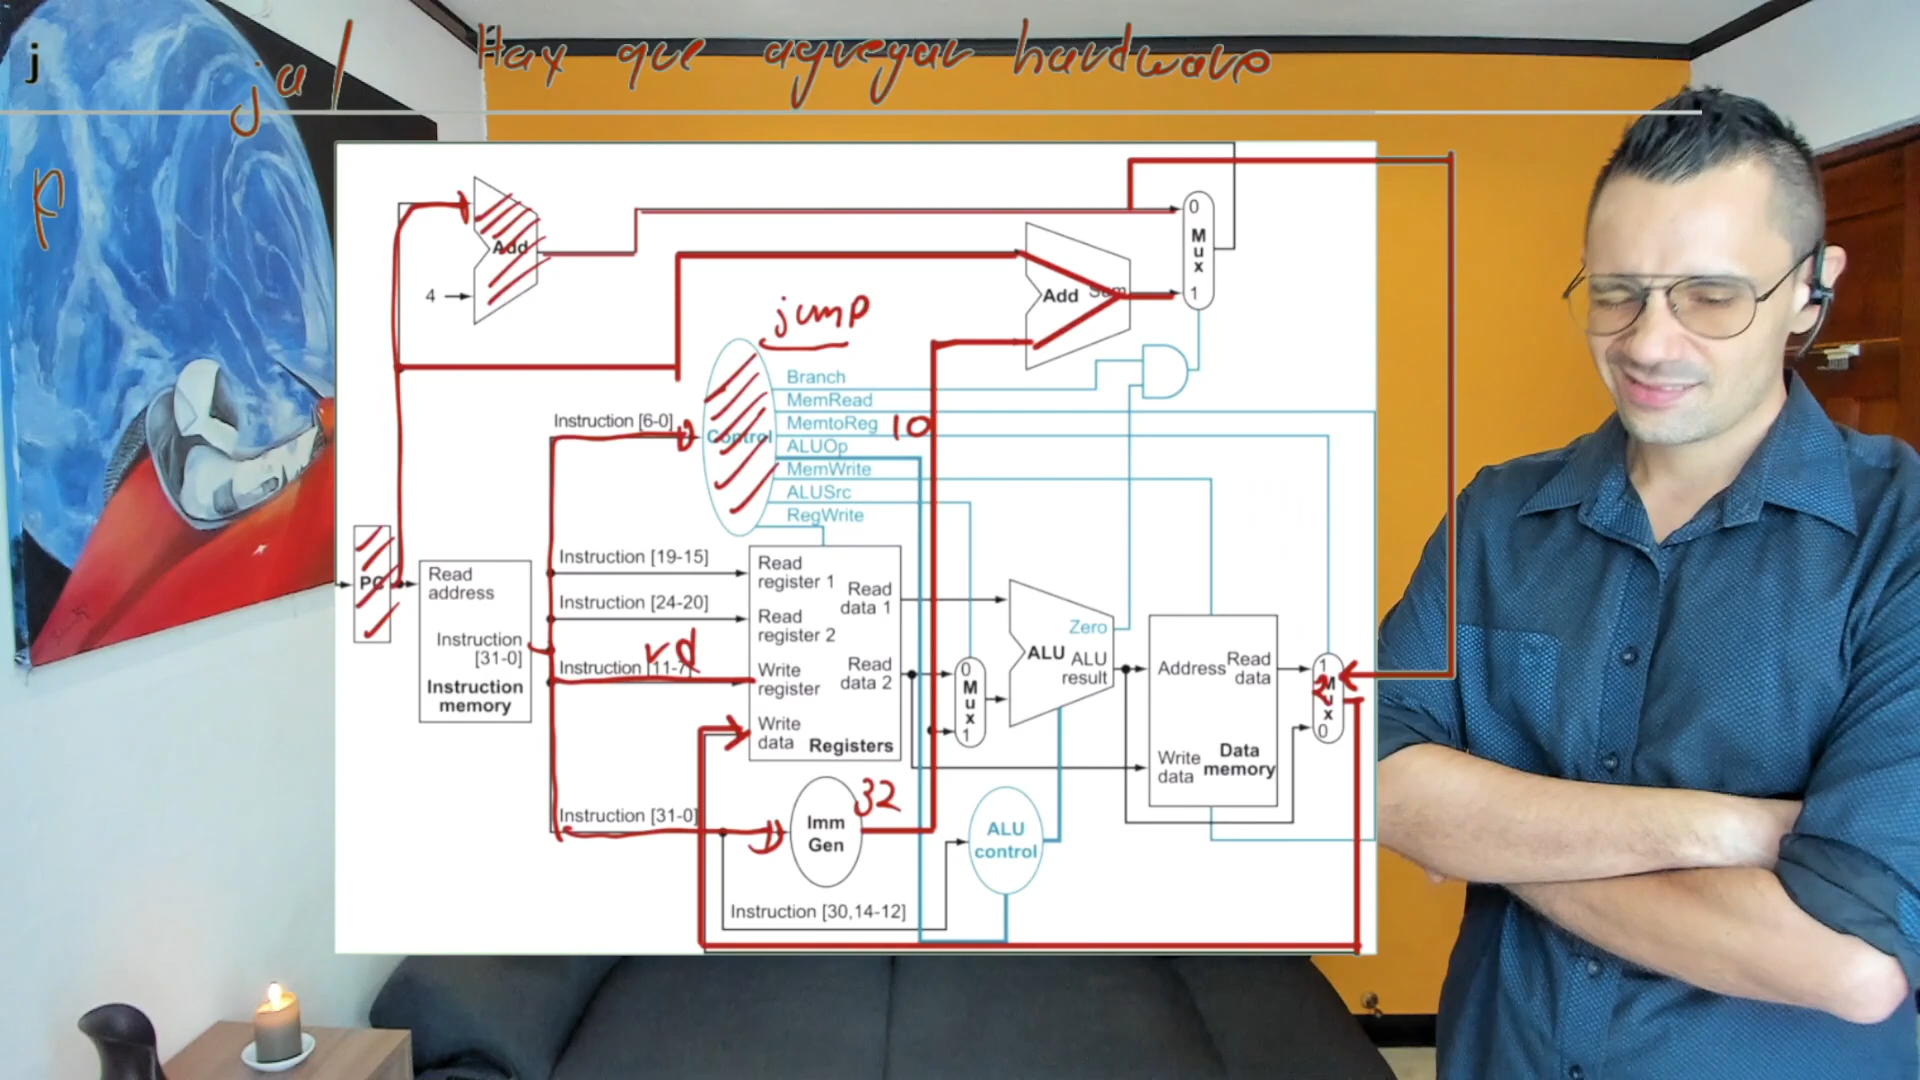 j
jal
Hay que agregar hardware
0
M
u
x
1
Add
4
Add
Sum
jump
Branch
MemRead
MemtoReg
10
ALUOp
MemWrite
ALUSrc
RegWrite
Instruction [6-0]
Control
PC
Read
address
Instruction
[31-0]
Instruction
memory
Instruction [19-15]
Instruction [24-20]
rd
Instruction [11-7]
Instruction [31-0]
Instruction [30,14-12]
Read
register 1
Read
register 2
Write
register
Write
data
Registers
Read
data 1
Read
data 2
Imm
Gen
32
0
M
u
x
1
ALU
Zero
ALU
result
ALU
control
Address
Read
data
Write
data
Data
memory
1
2
M
u
x
0